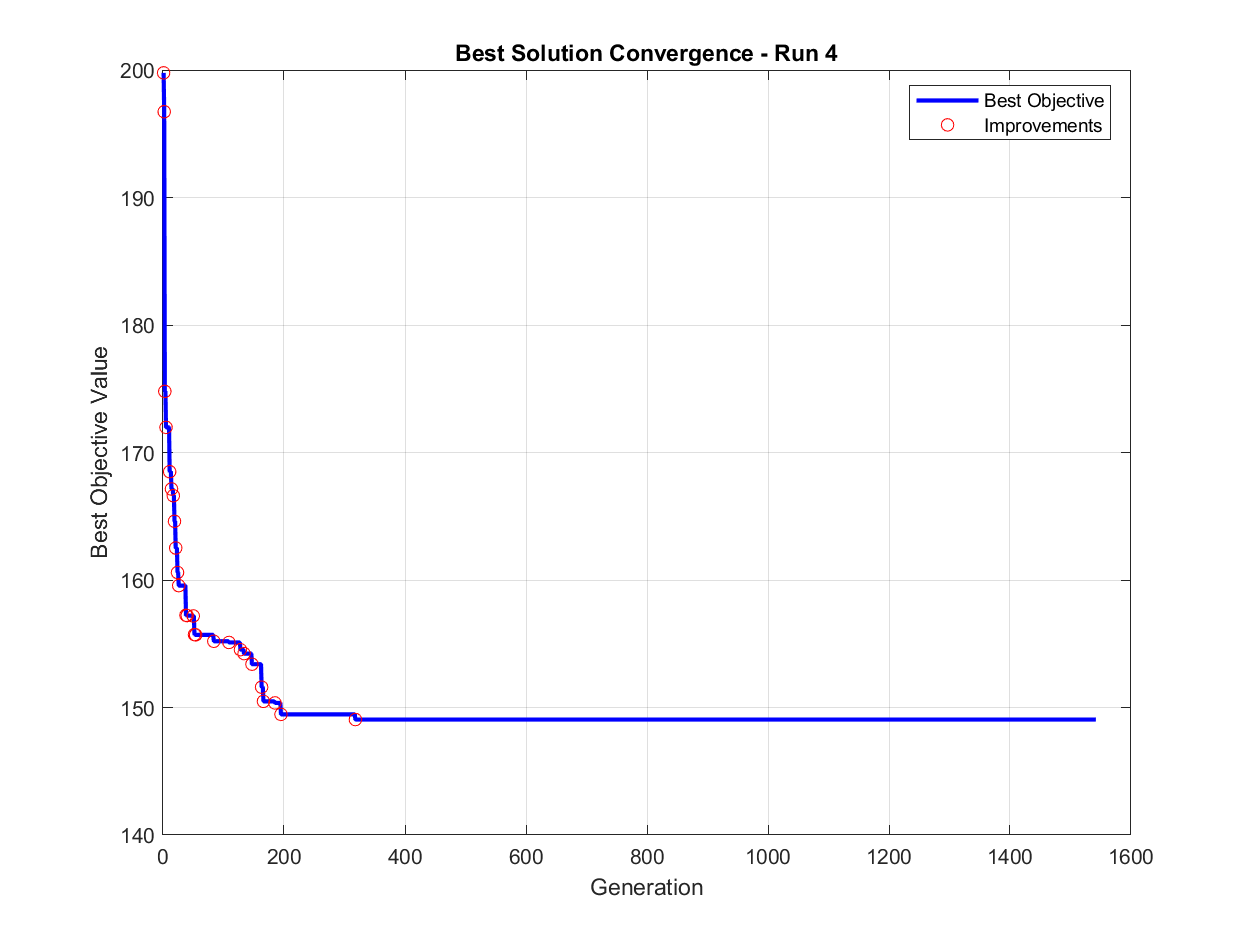 Best Solution Convergence - Run 4
Best Objective
Improvements
200
190
180
170
160
150
140
Best Objective Value
0 200 400 600 800 1000 1200 1400 1600
Generation